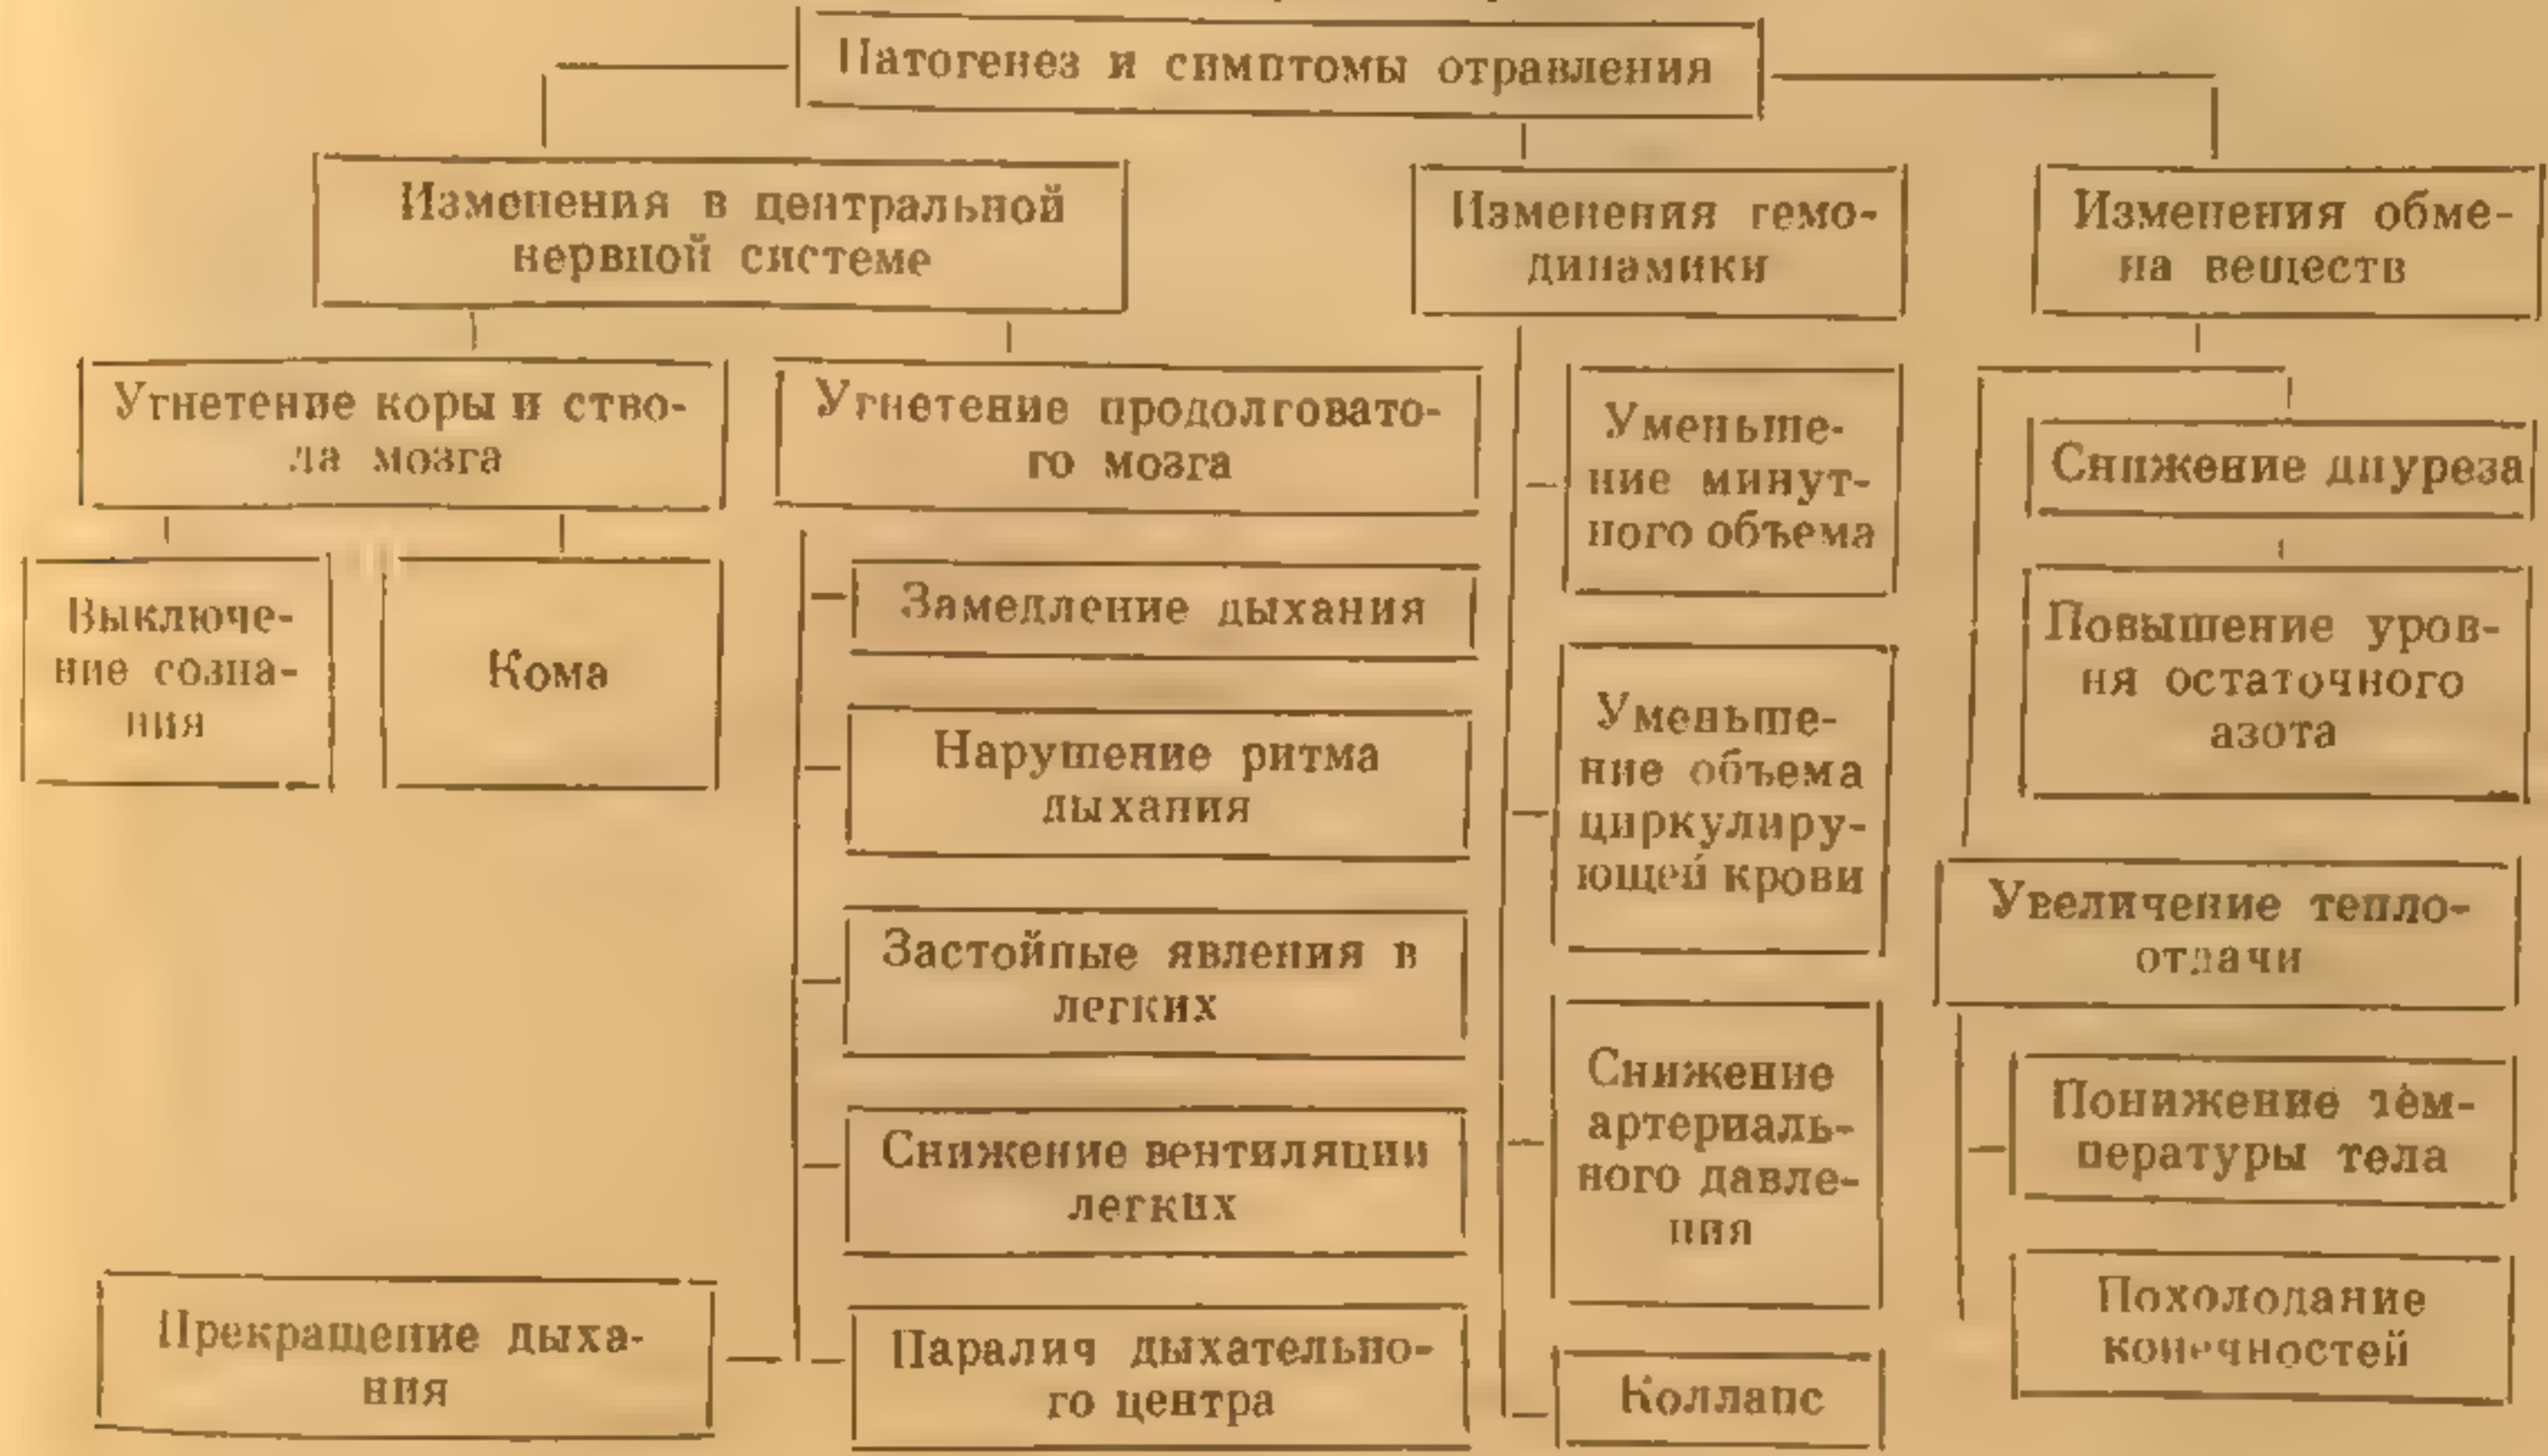 Патогенез и симптомы отравления
Изменения в центральной
нервной системе
Изменения гемо-
динамики
Изменения обме-
на веществ
Угнетение коры и ство-
ла мозга
Угнетение продолговато-
го мозга
Уменьше-
ние минут-
ного объема
Снижение диуреза
Выключе-
ние созна-
ния
Кома
Замедление дыхания
Нарушение ритма
дыхания
Застойные явления в
легких
Снижение вентиляции
легких
Прекращение дыха-
ния
Паралич дыхательно-
го центра
Уменьше-
ние объема
циркулиру-
ющей крови
Снижение
артериаль-
ного давле-
ния
Коллапс
Повышение уров-
ня остаточного
азота
Увеличение тепло-
отдачи
Понижение тем-
пературы тела
Похолодание
конечностей